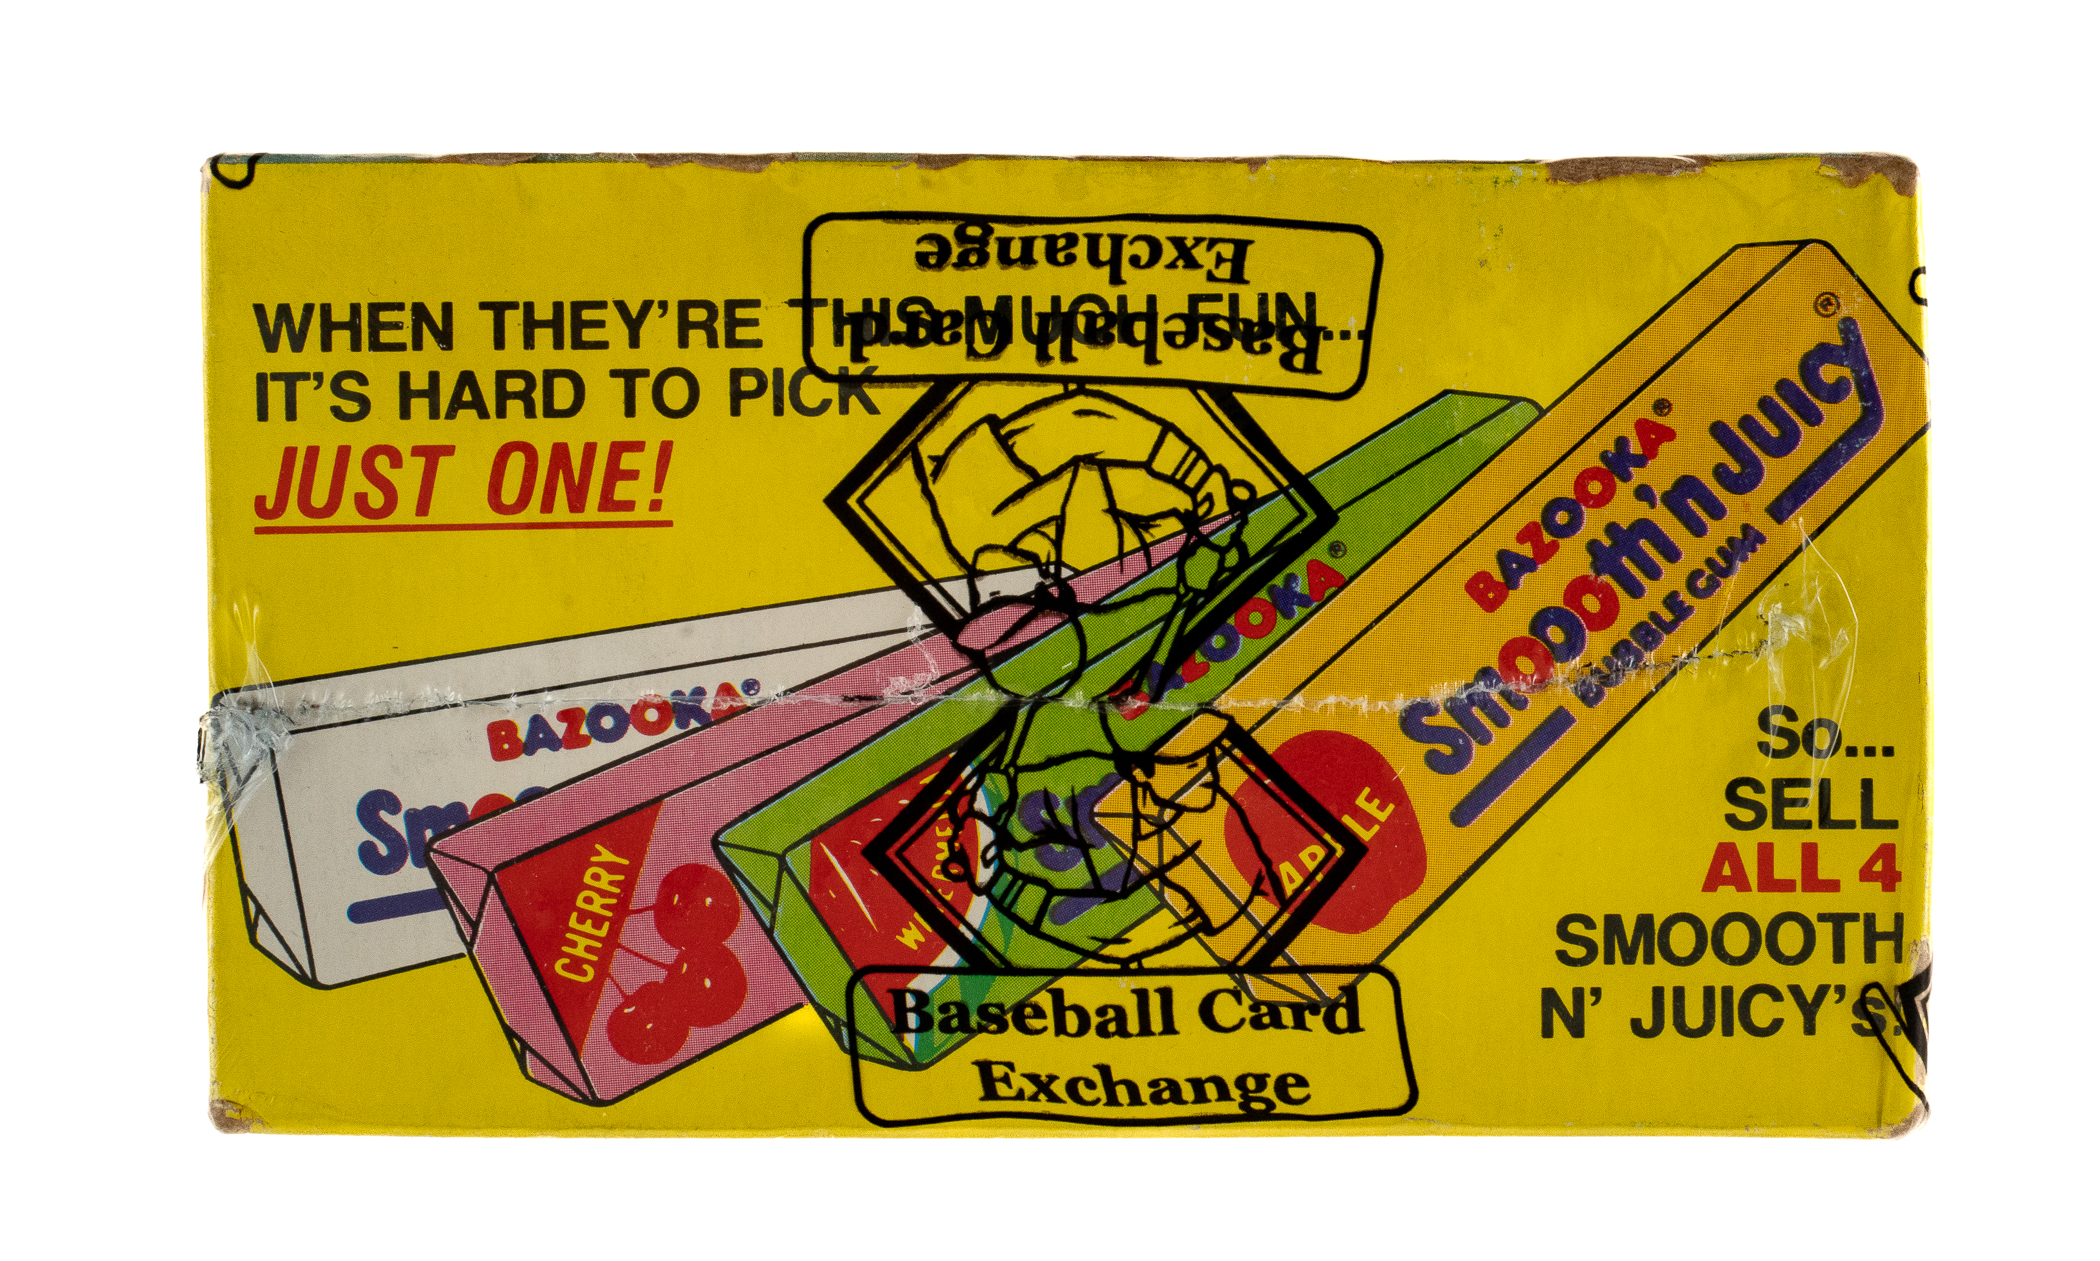 Exchange
Baseball Card
WHEN THEY'RE THIS MUCH FUN...
IT'S HARD TO PICK
JUST ONE!
BAZOOKA®
Smooo
CHERRY
BAZOOKA®
BAZOOKA®
Smoooth'n JUICY®
BUBBLE GUM
APPLE
So...
SELL
ALL 4
SMOOOTH
N' JUICY'S!
Baseball Card
Exchange